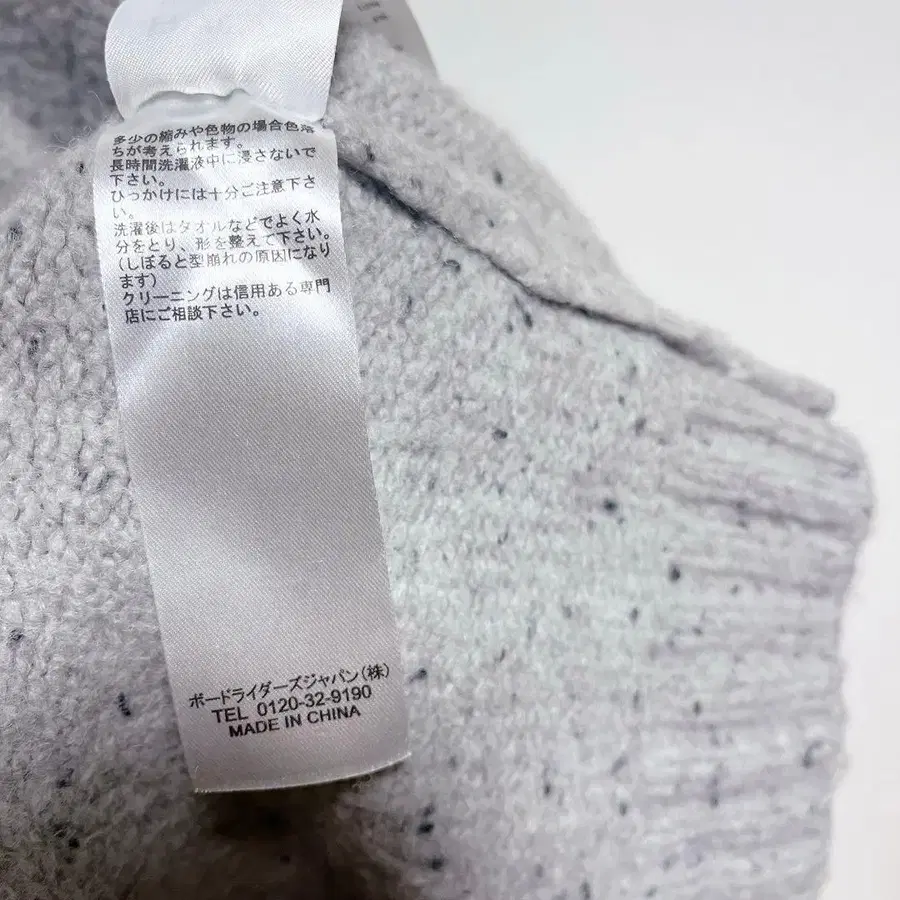 多少の縮みや色物の場合色落
ちが考えられます。
長時間洗濯液中に浸さないで
下さい。
ひっかけには十分ご注意下さ
い。
洗濯後はタオルなどでよく水
分をとり、形を整えて下さい。
(しぼると型崩れの原因になり
ます)
クリーニングは信用ある専門
店にご相談下さい。
ボードライダーズジャパン(株)
TEL 0120-32-9190
MADE IN CHINA